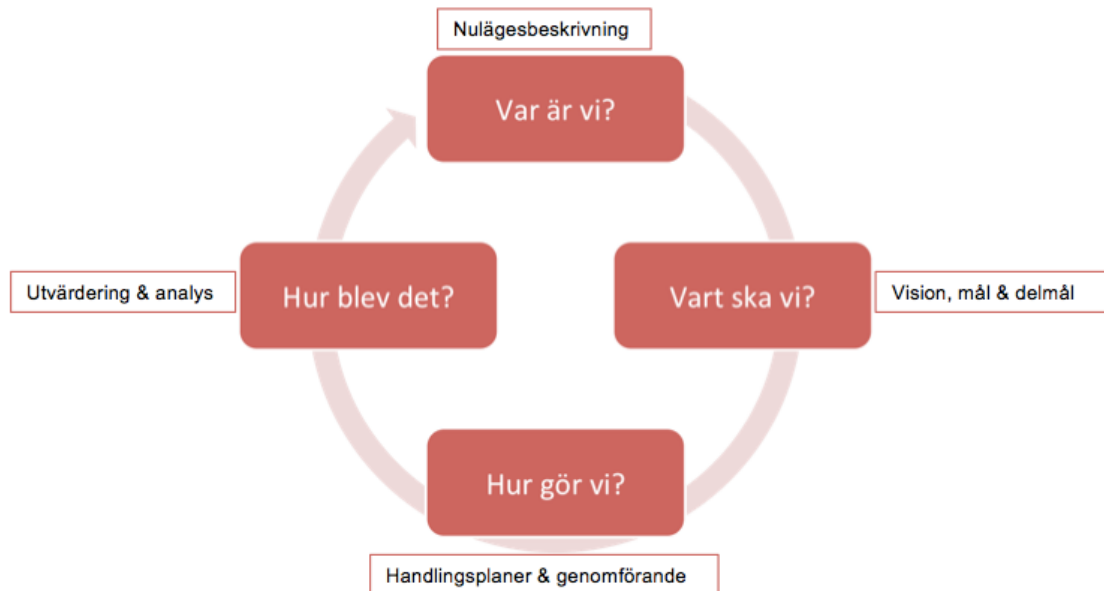 Nulägesbeskrivning
Var är vi?
Utvärdering & analys
Hur blev det?
Vart ska vi?
Vision, mål & delmål
Hur gör vi?
Handlingsplaner & genomförande